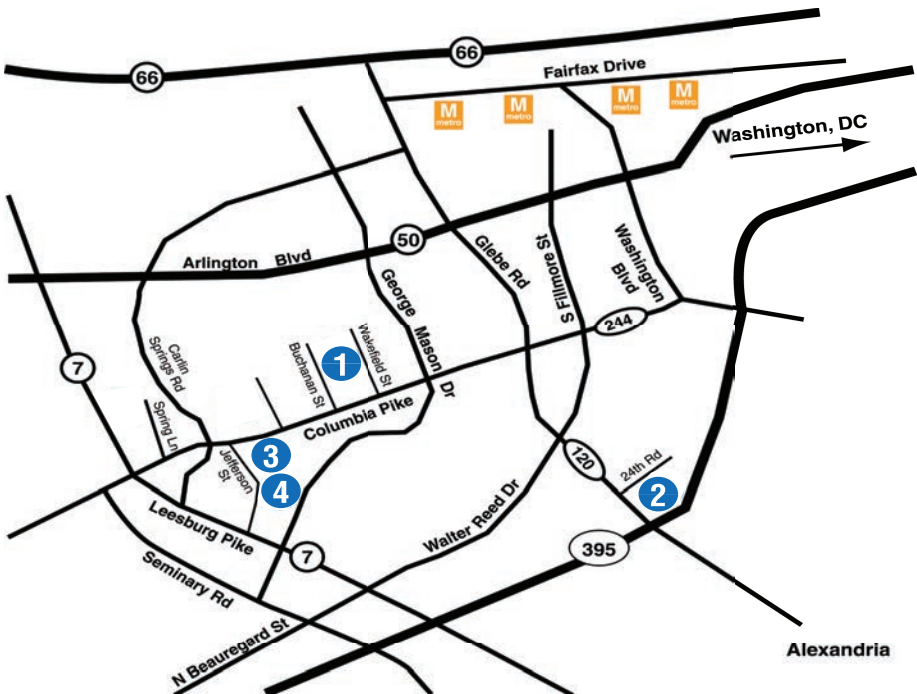 66
66
Fairfax Drive
M
metro
M
metro
M
metro
M
metro
Washington, DC
50
Arlington Blvd
Glebe Rd
S Fillmore St
Washington
Blvd
George Mason Dr
244
7
Carlin
Springs Rd
Buchanan St
1
Wakefield St
Columbia Pike
Spring Ln
Jefferson
St
3
4
120
24th Rd
2
Leesburg Pike
7
Walter Reed Dr
395
Seminary Rd
N Beauregard St
Alexandria